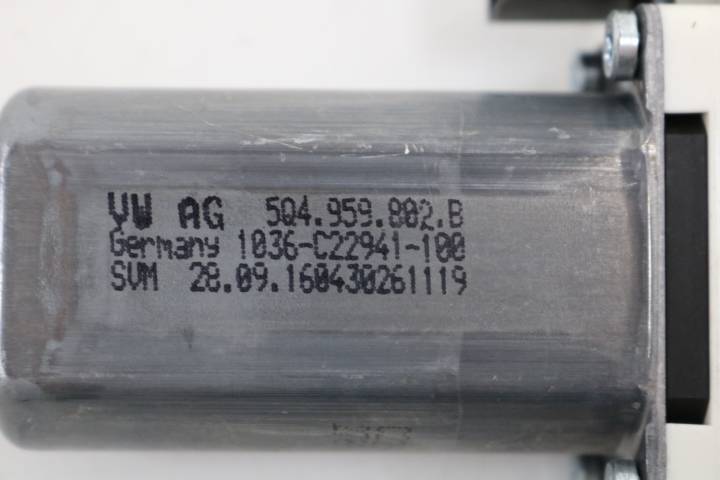 VW AG 5Q4.959.802.B
Germany 1036-C22941-100
SVM 28.09.160430261119